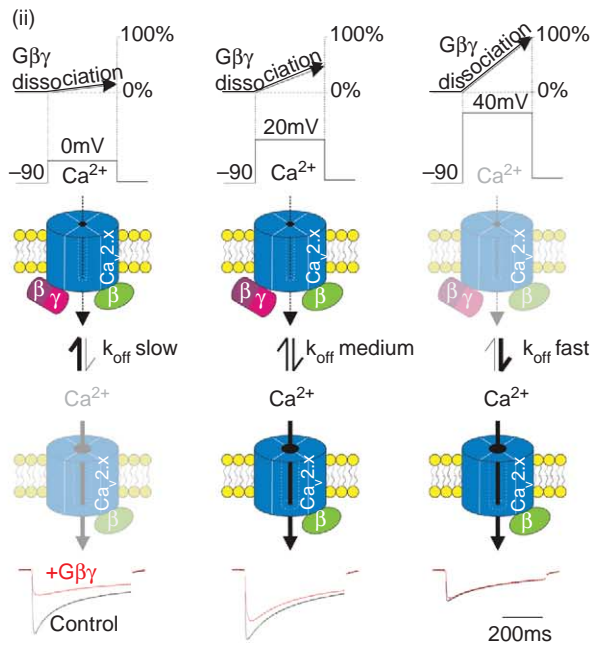 (ii)
Gβγ
dissociation
100%
0%
0mV
–90
Ca2+
Cav2.x
β
γ
β
Gβγ
dissociation
100%
0%
20mV
–90
Ca2+
Cav2.x
β
γ
β
Gβγ
dissociation
100%
0%
40mV
–90
Ca2+
Cav2.x
β
γ
β
koff slow
koff medium
koff fast
Ca2+
Cav2.x
β
Ca2+
Cav2.x
β
Ca2+
Cav2.x
β
+Gβγ
Control
200ms